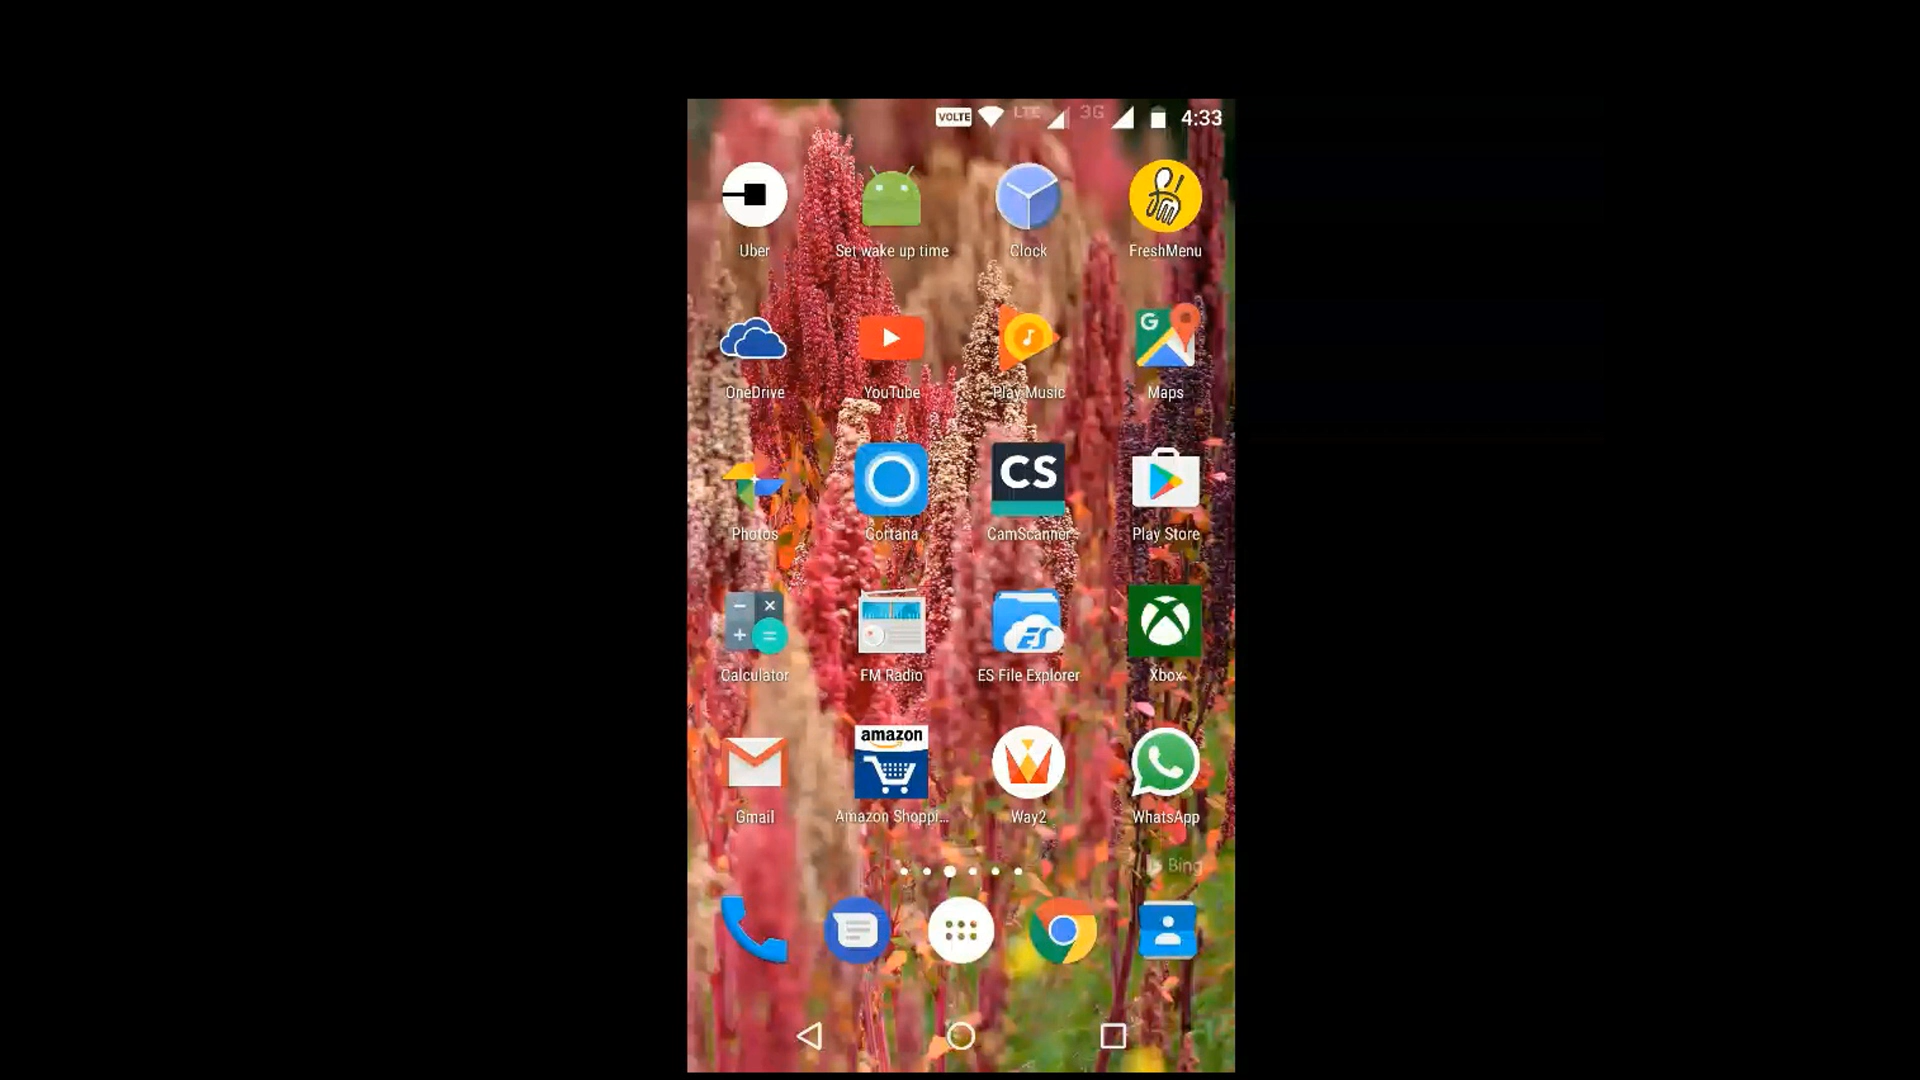 VOLTE LTE 3G 4:33
Uber Set wake up time Clock FreshMenu
OneDrive YouTube Play Music Maps
G
CS
Photos Cortana CamScanner Play Store
ES
Calculator FM Radio ES File Explorer Xbox
amazon
Gmail Amazon Shoppi... Way2 WhatsApp
Bing